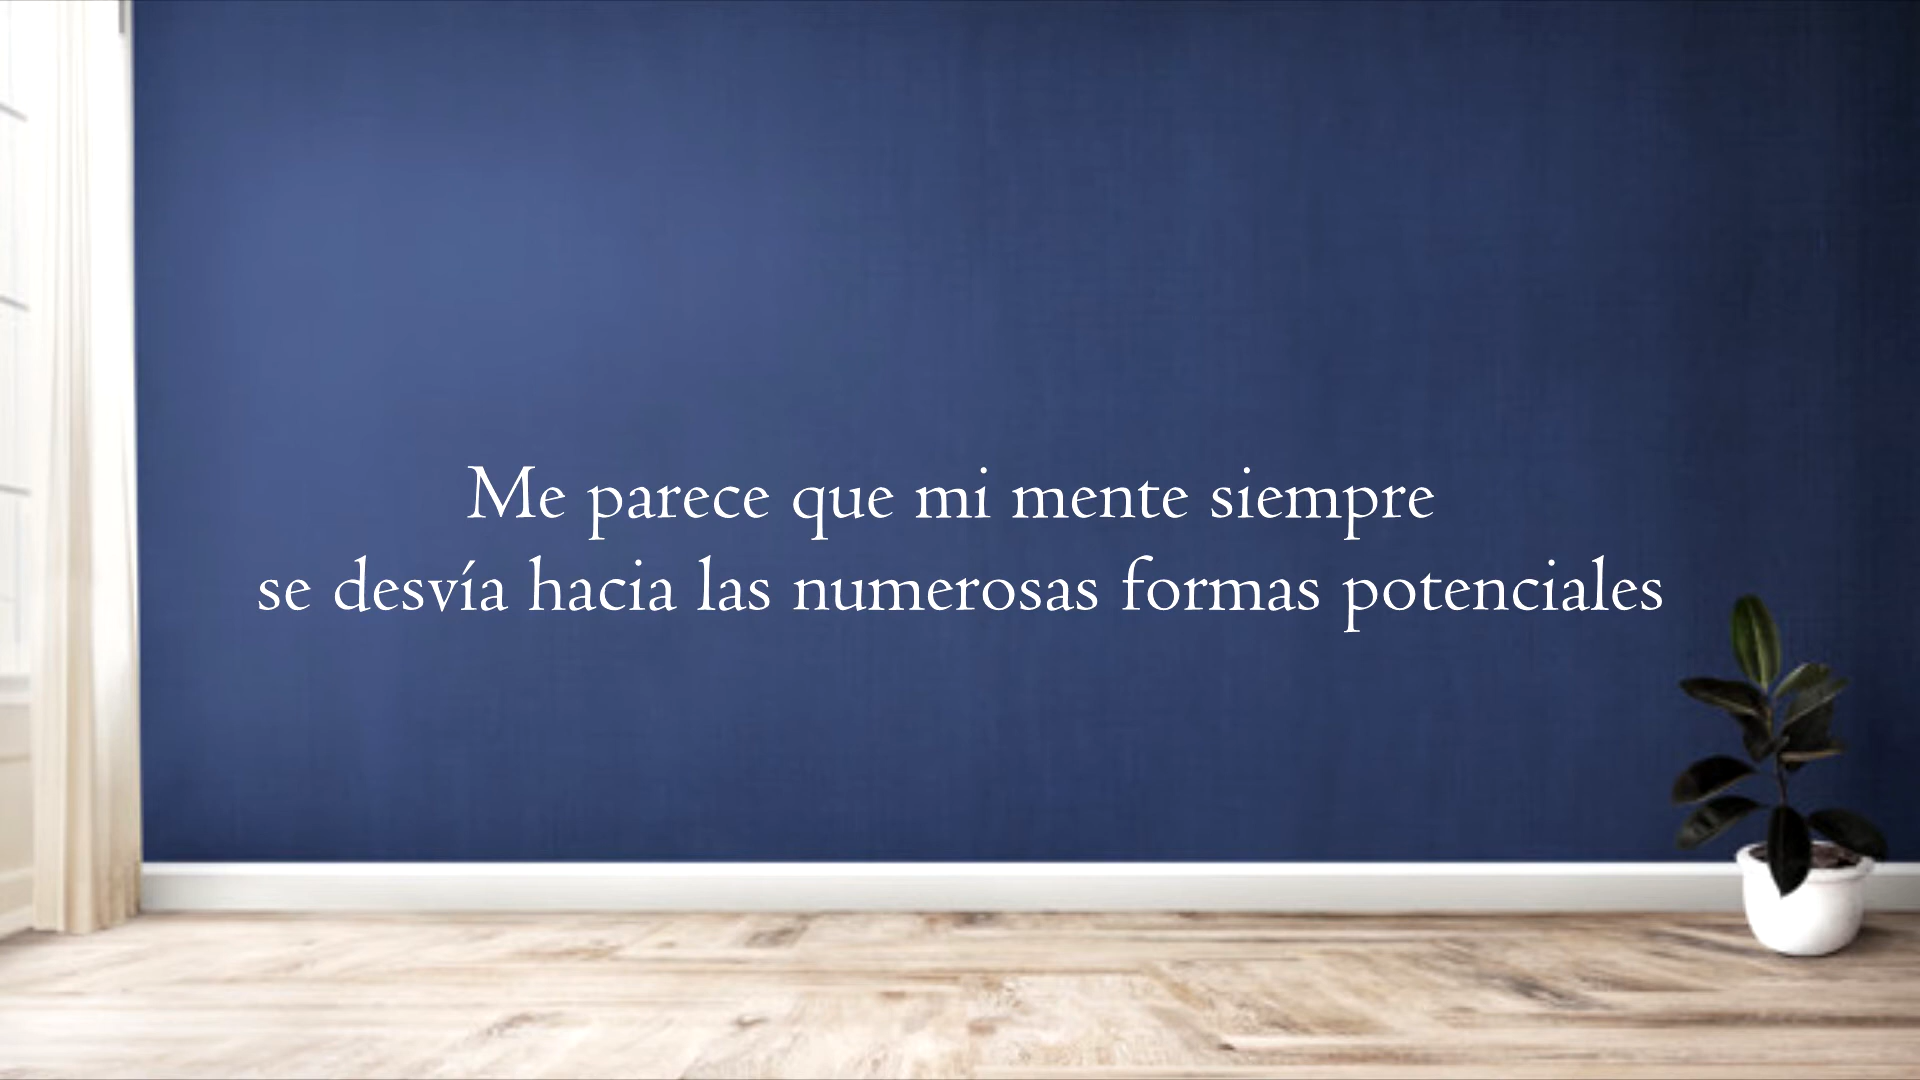 Me parece que mi mente siempre
se desvía hacia las numerosas formas potenciales